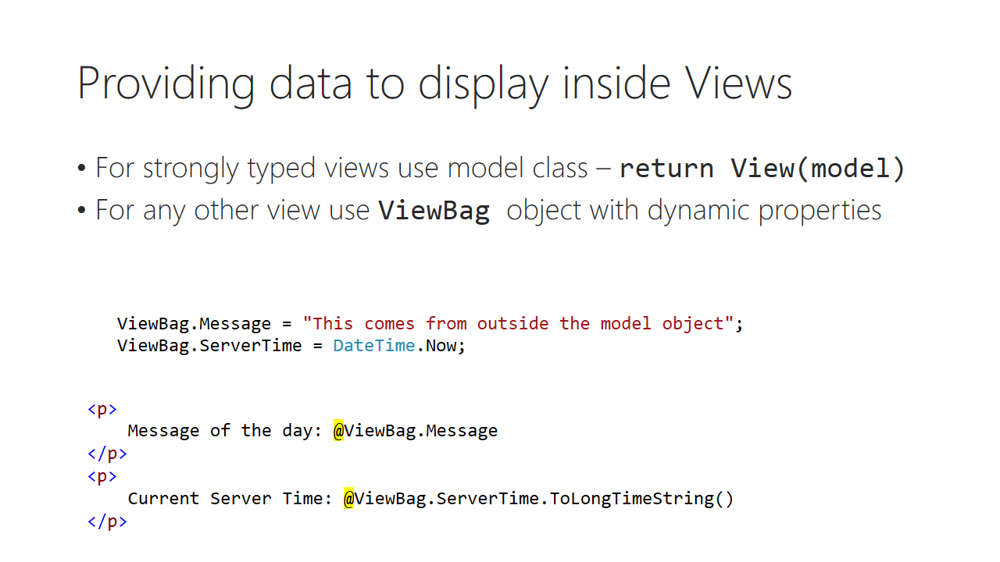 Providing data to display inside Views
• For strongly typed views use model class – return View(model)
• For any other view use ViewBag object with dynamic properties
ViewBag.Message = "This comes from outside the model object";
ViewBag.ServerTime = DateTime.Now;
<p>
Message of the day: @ViewBag.Message
</p>
<p>
Current Server Time: @ViewBag.ServerTime.ToLongTimeString()
</p>